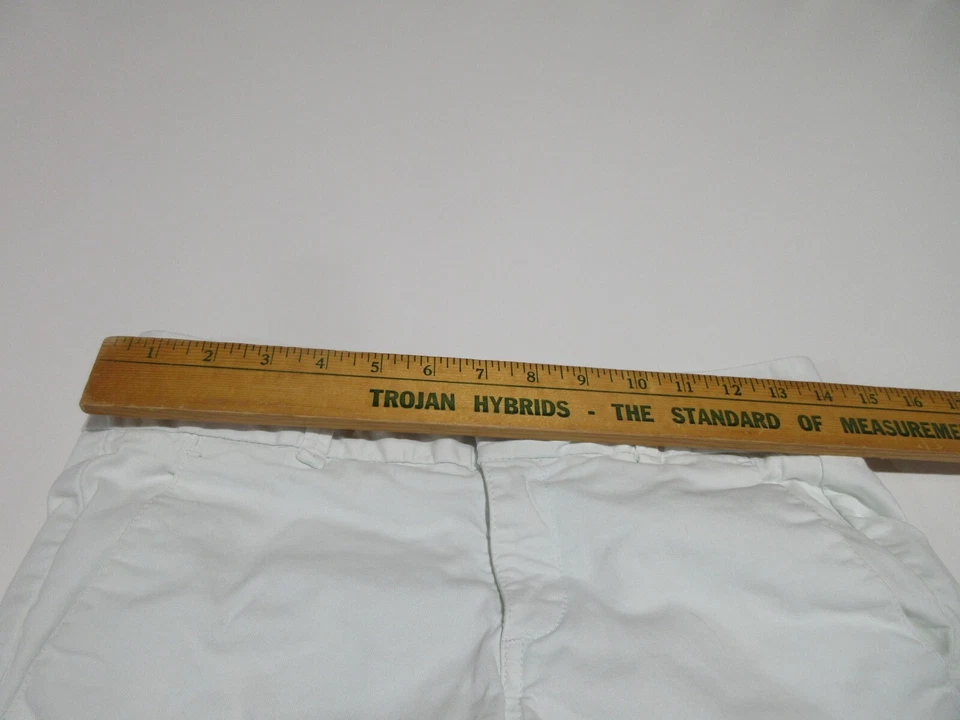 1 2 3 4 5 6 7 8 9 10 11 12 13 14 15 16
TROJAN HYBRIDS - THE STANDARD OF MEASUREME